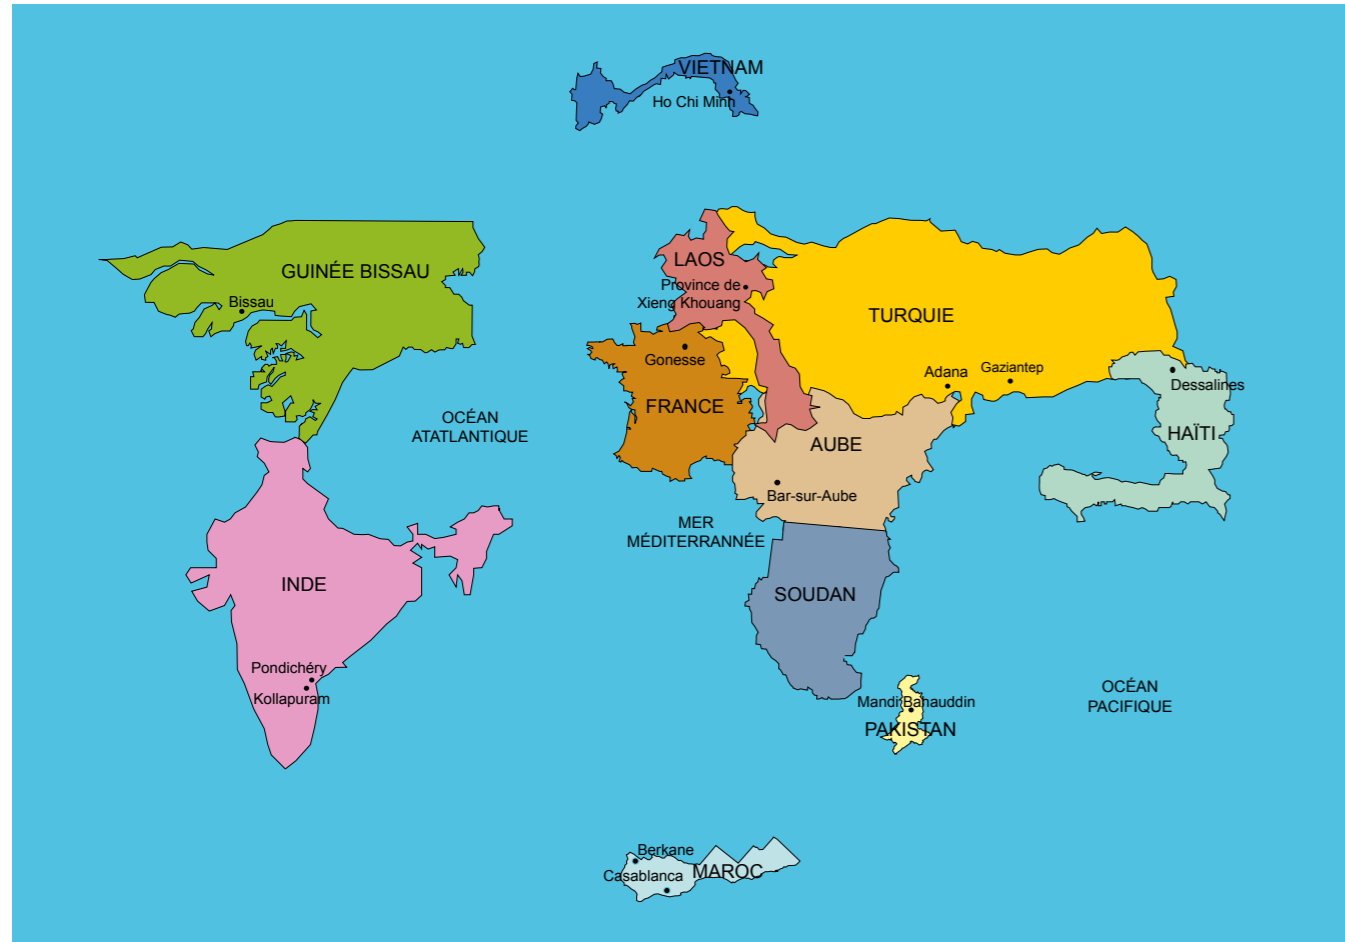 VIETNAM
Ho Chi Minh
GUINÉE BISSAU
Bissau
LAOS
Province de
Xieng Khouang
TURQUIE
Gonesse
Adana
Gaziantep
Dessalines
FRANCE
OCÉAN
ATATLANTIQUE
AUBE
HAÏTI
Bar-sur-Aube
MER
MÉDITERRANNÉE
INDE
SOUDAN
Pondichéry
Kollapuram
OCÉAN
PACIFIQUE
Mandi Bahauddin
PAKISTAN
Berkane
Casablanca
MAROC